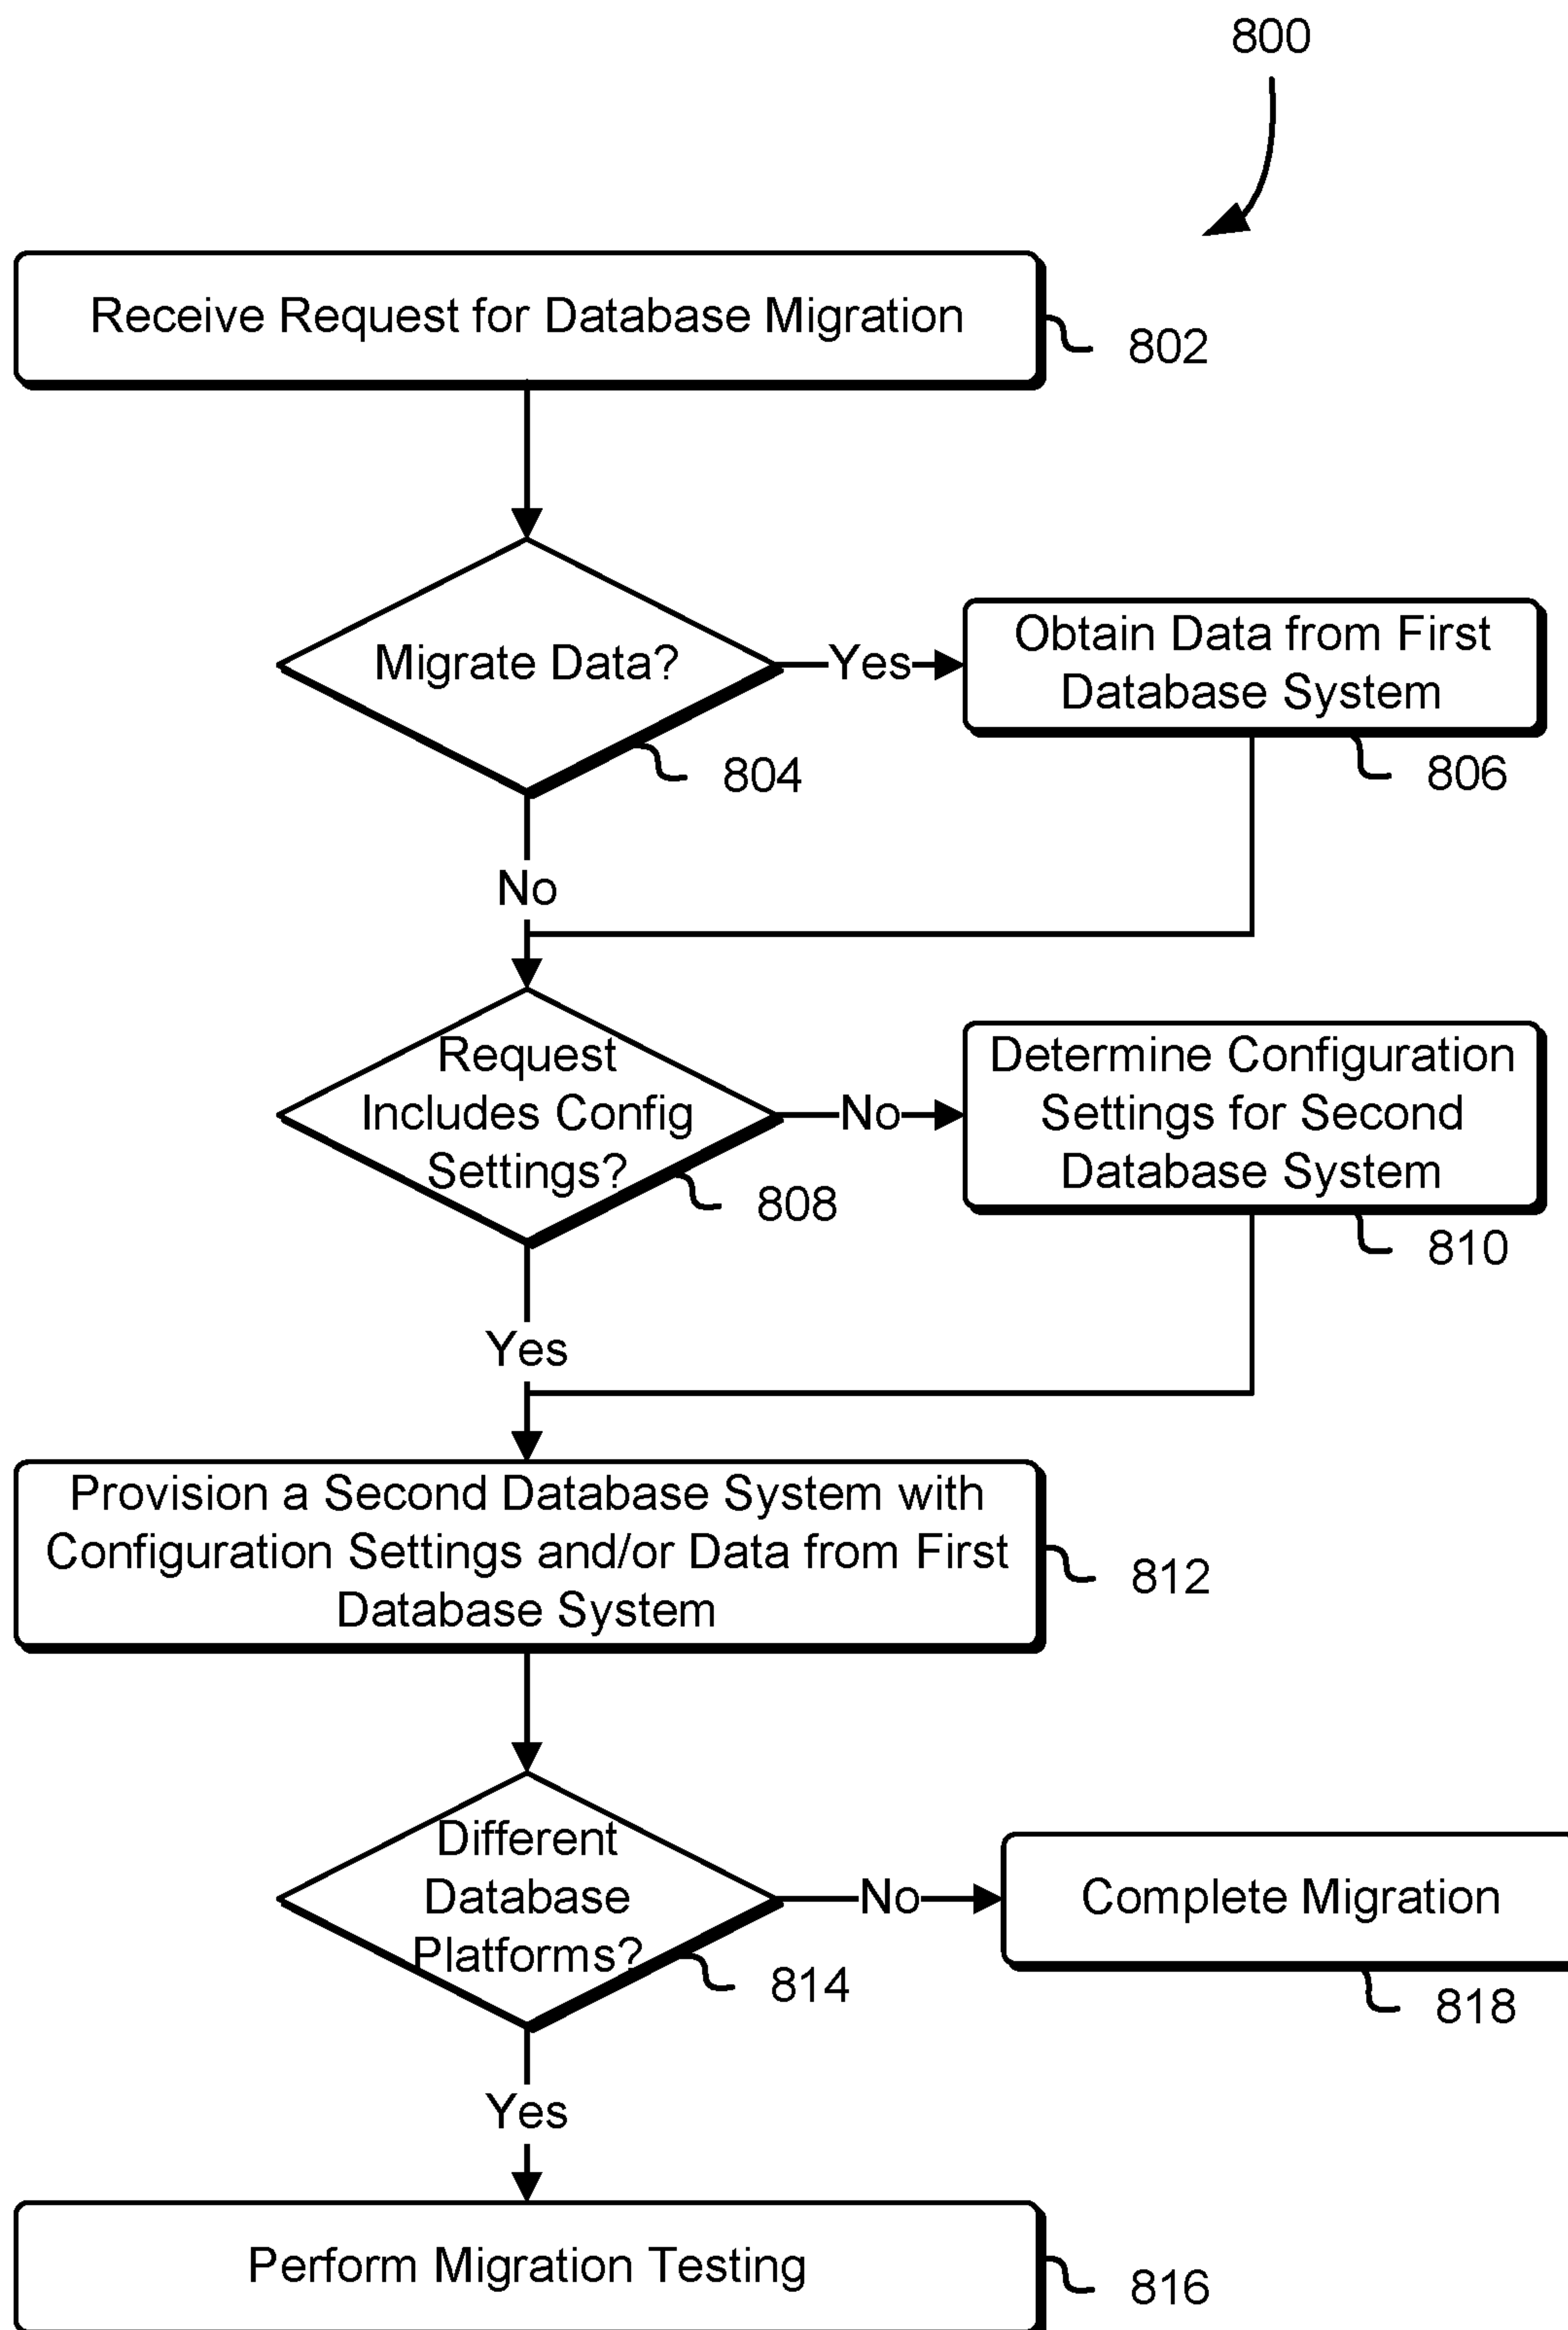 800
Receive Request for Database Migration
802
Migrate Data?
Yes
Obtain Data from First
Database System
804
806
No
Request
Includes Config
Settings?
No
Determine Configuration
Settings for Second
Database System
808
810
Yes
Provision a Second Database System with
Configuration Settings and/or Data from First
Database System
812
Different
Database
Platforms?
No
Complete Migration
814
818
Yes
Perform Migration Testing
816